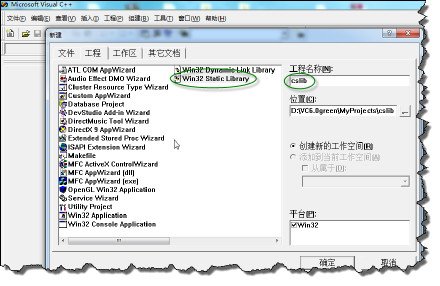 Microsoft Visual C++
文件(F) 编辑(E) 查看(V) 插入(I) 工程(P) 组建(B) 工具(T) 窗口(W) 帮助(H)
新建
文件 工程 工作区 其它文档
ATL COM AppWizard
Audio Effect DMO Wizard
Cluster Resource Type Wizard
Custom AppWizard
Database Project
DevStudio Add-in Wizard
DirectMusic Tool Wizard
DirectX 9 AppWizard
Extended Stored Proc Wizard
ISAPI Extension Wizard
Makefile
MFC ActiveX ControlWizard
MFC AppWizard (dll)
MFC AppWizard (exe)
OpenGL Win32 Application
Service Wizard
Utility Project
Win32 Application
Win32 Console Application
Win32 Dynamic-Link Library
Win32 Static Library
工程名称(N):
cslib
位置(C):
D:\VC6.0green\MyProjects\cslib
创建新的工作空间(R)
添加到当前工作空间(A)
从属于(D):
平台(P):
Win32
确定 取消